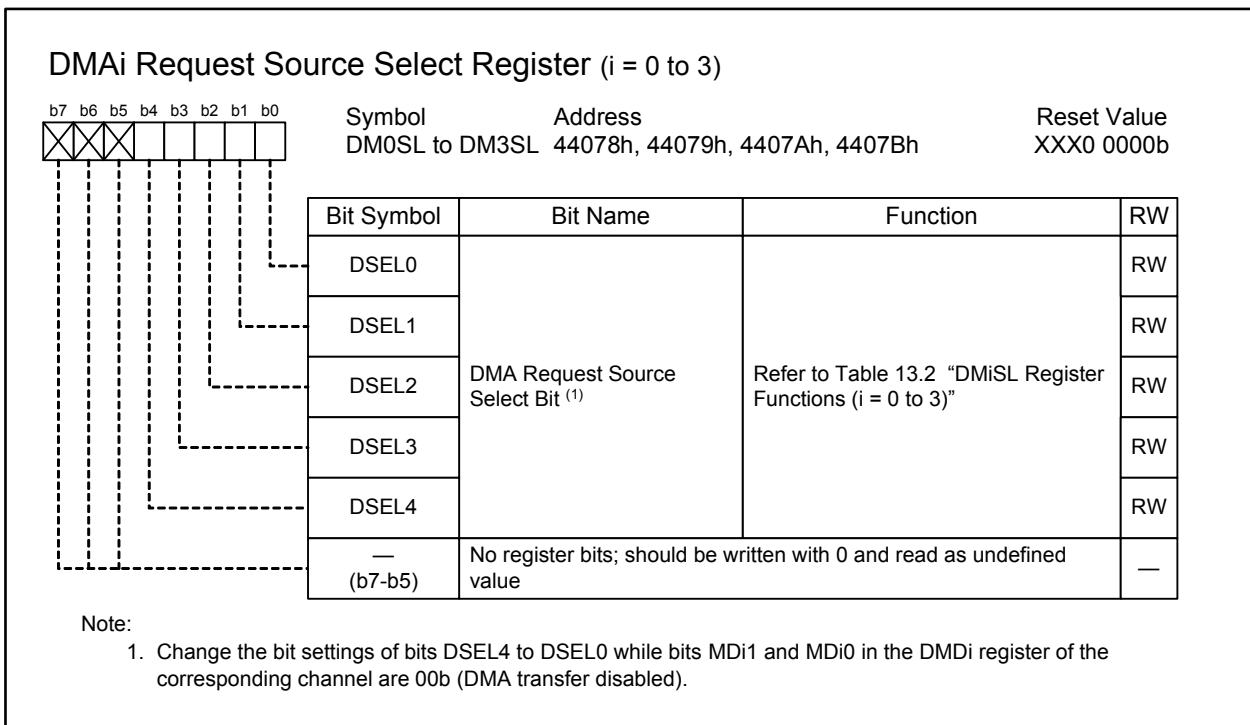 DMAi Request Source Select Register (i = 0 to 3)
b7 b6 b5 b4 b3 b2 b1 b0
Symbol Address Reset Value
DM0SL to DM3SL 44078h, 44079h, 4407Ah, 4407Bh XXX0 0000b
Bit Symbol Bit Name Function RW
DSEL0 RW
DSEL1 RW
DSEL2 RW
DMA Request Source
Select Bit (1)
Refer to Table 13.2 “DMiSL Register
Functions (i = 0 to 3)”
DSEL3 RW
DSEL4 RW
—
(b7-b5)
No register bits; should be written with 0 and read as undefined
value
—
Note:
1. Change the bit settings of bits DSEL4 to DSEL0 while bits MDi1 and MDi0 in the DMDi register of the
corresponding channel are 00b (DMA transfer disabled).